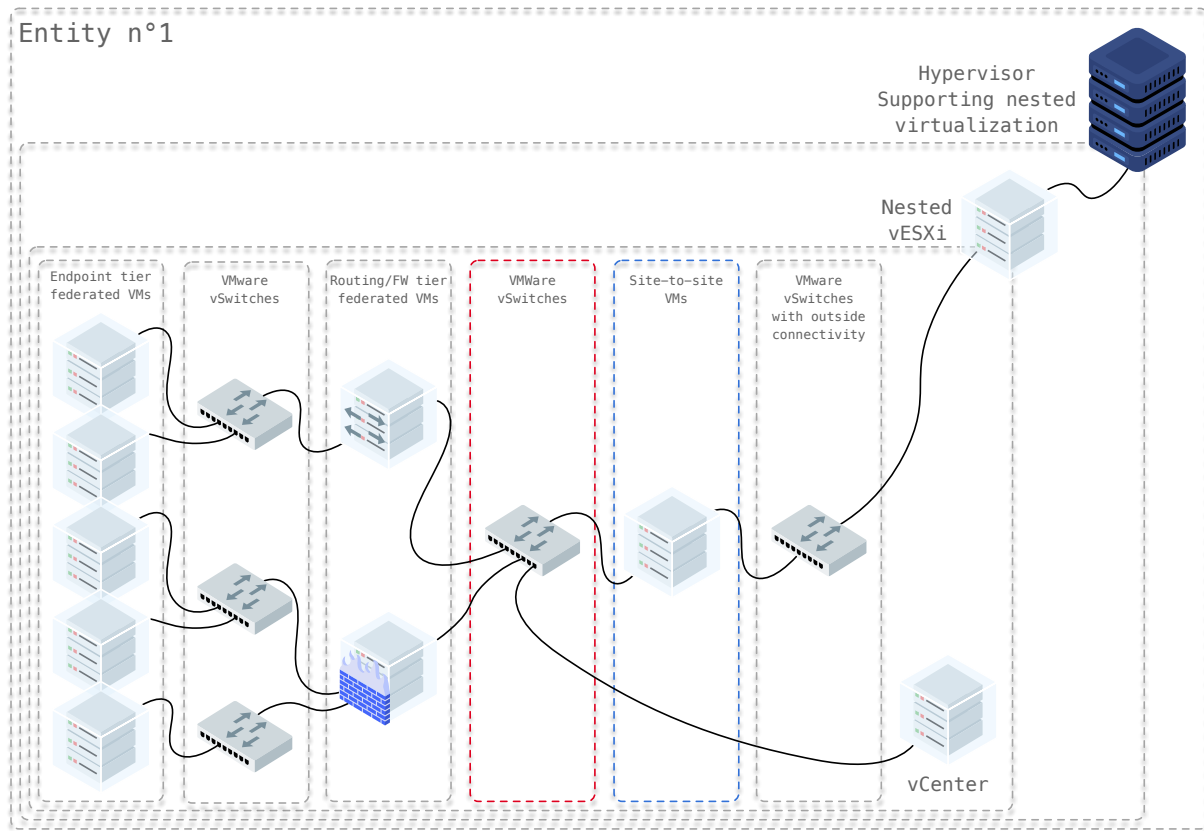 Entity n°1
Hypervisor
Supporting nested
virtualization
Nested
vESXi
Endpoint tier
federated VMs
VMware
vSwitches
Routing/FW tier
federated VMs
VMWare
vSwitches
Site-to-site
VMs
VMware
vSwitches
with outside
connectivity
vCenter